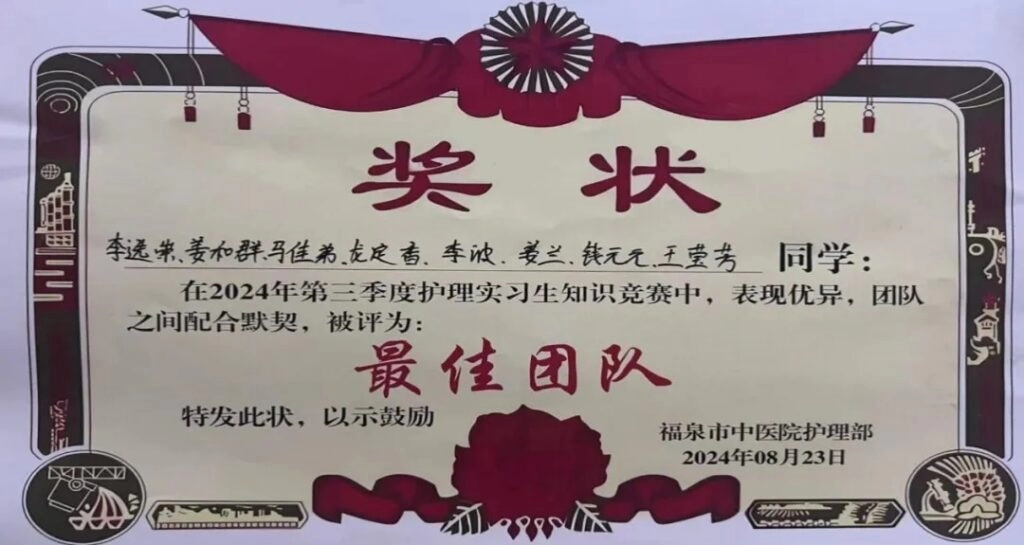 奖状
李逸荣、姜和群、马佳弟、龙定香、李波、姜兰、钱元元、王莹芳 同学：
在2024年第三季度护理实习生知识竞赛中，表现优异，团队
之间配合默契，被评为：
最佳团队
特发此状，以示鼓励
福泉市中医院护理部
2024年08月23日